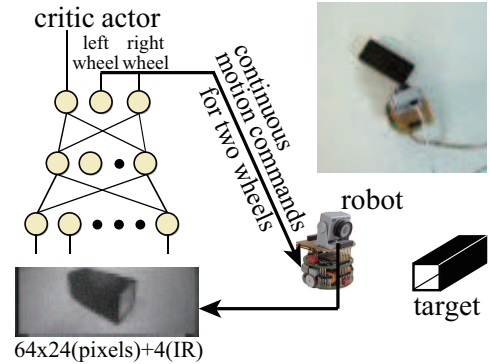 critic actor
left right
wheel wheel
continuous
motion commands
for two wheels
robot
target
64x24(pixels)+4(IR)